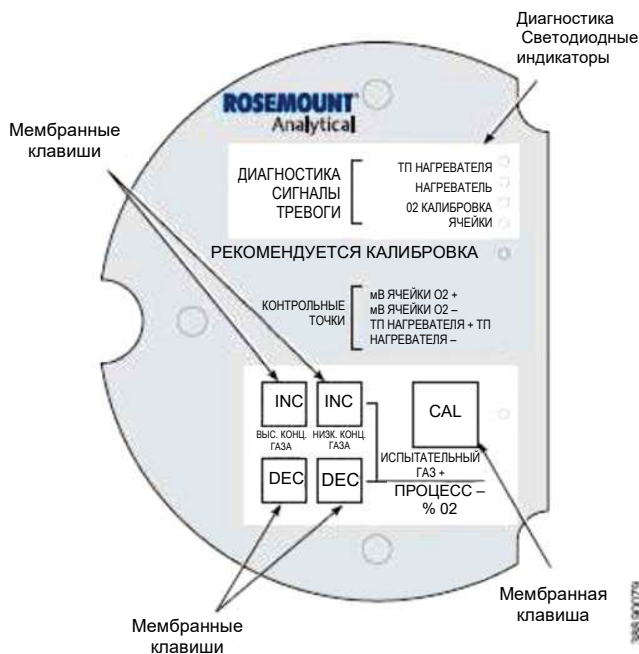 Диагностика
Светодиодные
индикаторы
ROSEMOUNT
Analytical
Мембранные
клавиши
ДИАГНОСТИКА
СИГНАЛЫ
ТРЕВОГИ
ТП НАГРЕВАТЕЛЯ
НАГРЕВАТЕЛЬ
02 КАЛИБРОВКА
ЯЧЕЙКИ
РЕКОМЕНДУЕТСЯ КАЛИБРОВКА
КОНТРОЛЬНЫЕ
ТОЧКИ
мВ ЯЧЕЙКИ О2 +
мВ ЯЧЕЙКИ О2 –
ТП НАГРЕВАТЕЛЯ + ТП
НАГРЕВАТЕЛЯ –
INC
INC
CAL
ВЫС. КОНЦ.
ГАЗА
НИЗК. КОНЦ.
ГАЗА
DEC
DEC
ИСПЫТАТЕЛЬНЫЙ
ГАЗ +
ПРОЦЕСС –
% 02
Мембранные
клавиши
Мембранная
клавиша
38890079